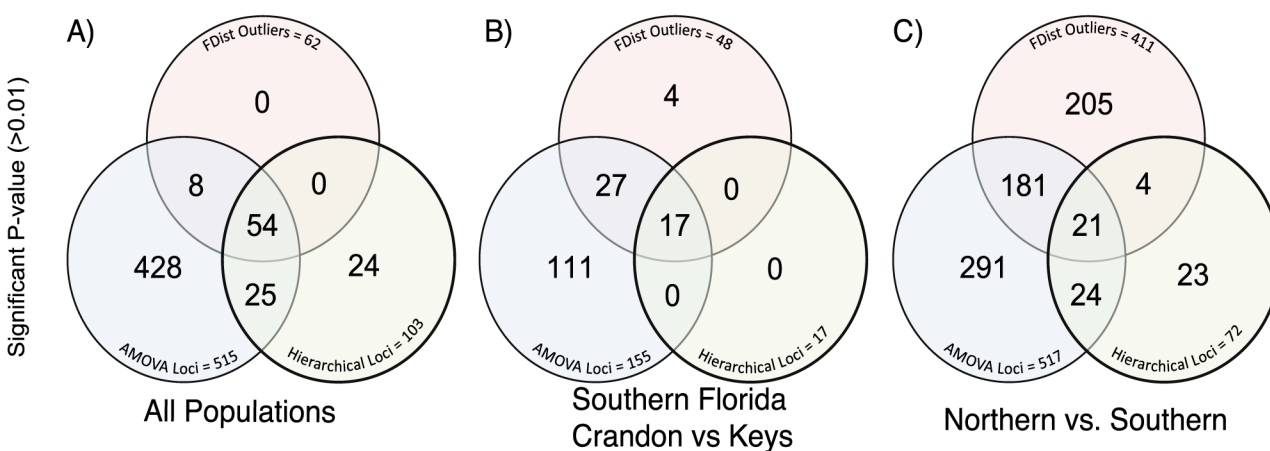 Significant P-value (>0.01)
A)
FDist Outliers = 62
0
8
0
54
428
24
25
AMOVA Loci = 515
Hierarchical Loci = 103
All Populations
B)
FDist Outliers = 48
4
27
0
17
111
0
0
AMOVA Loci = 155
Hierarchical Loci = 17
Southern Florida
Crandon vs Keys
C)
FDist Outliers = 411
205
181
4
21
291
23
24
AMOVA Loci = 517
Hierarchical Loci = 72
Northern vs. Southern